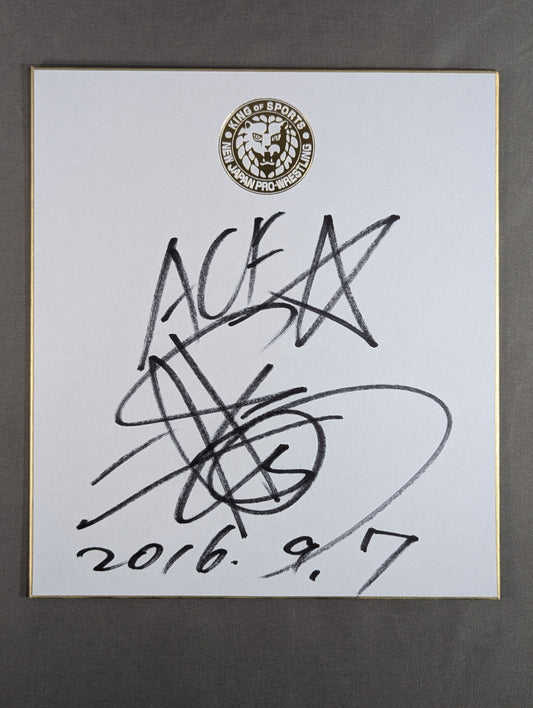 KING OF SPORTS
NEW JAPAN PRO-WRESTLING
ACE☆
2016. 9. 7